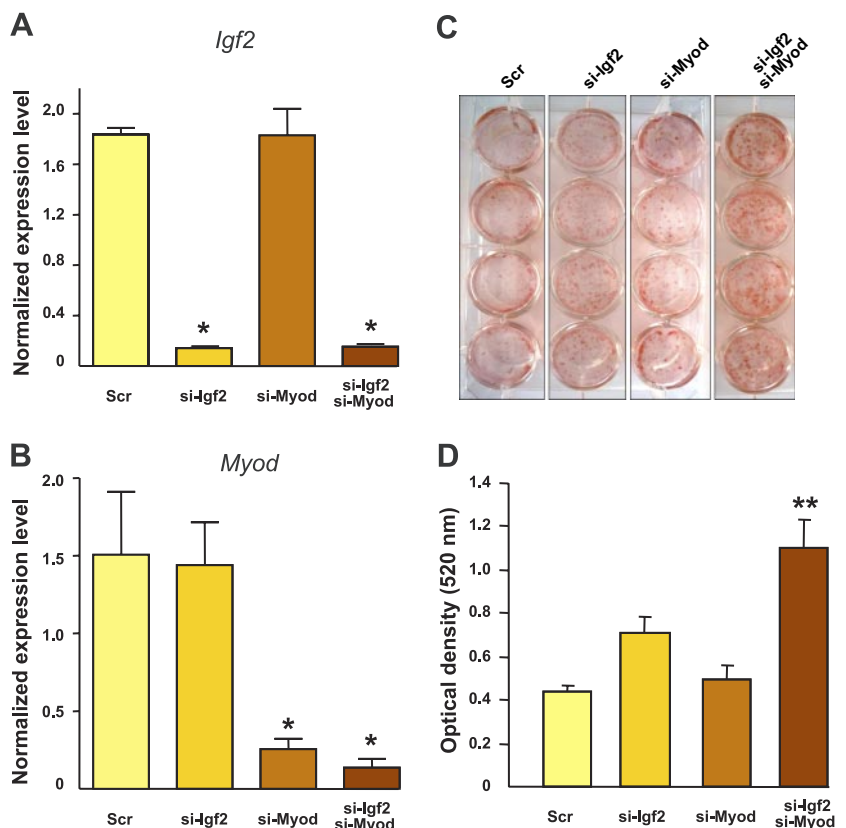 A
Igf2
Normalized expression level
2.0
1.6
1.2
0.8
0.4
0
*
*
Scr
si-Igf2
si-Myod
si-Igf2
si-Myod
B
Myod
Normalized expression level
2.0
1.5
1.0
0.5
0
*
*
Scr
si-Igf2
si-Myod
si-Igf2
si-Myod
C
Scr
si-Igf2
si-Myod
si-Igf2
si-Myod
D
Optical density (520 nm)
1.4
1.2
1.0
0.8
0.6
0.4
0.2
0
**
Scr
si-Igf2
si-Myod
si-Igf2
si-Myod